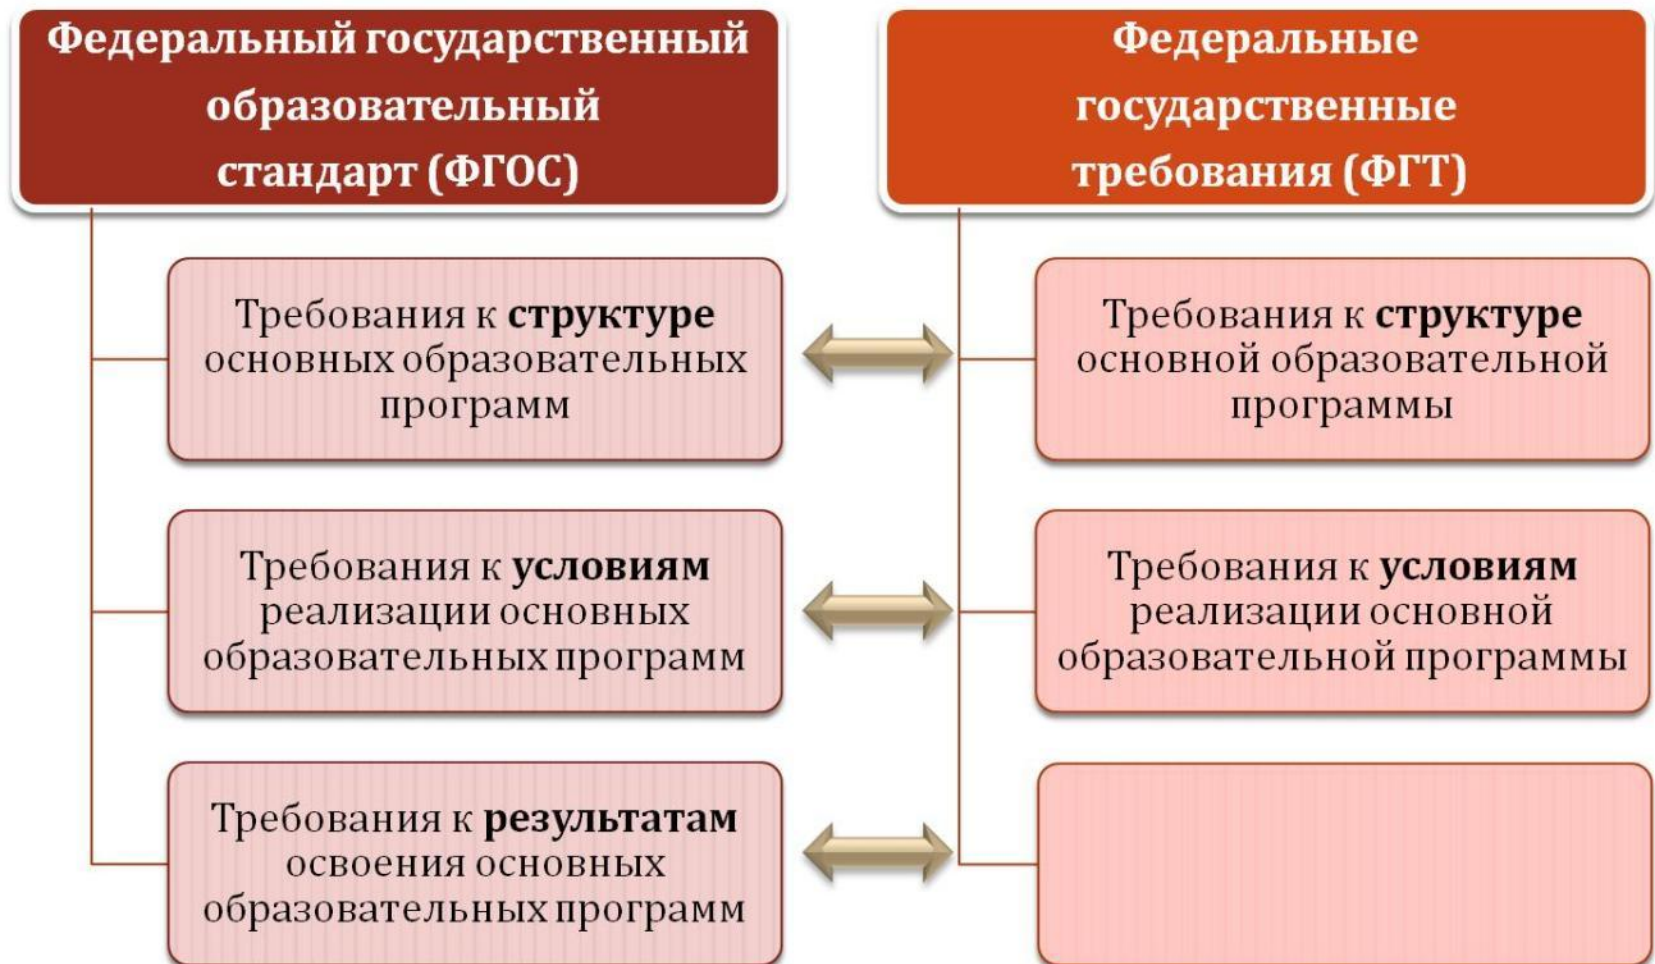 Федеральный государственный
образовательный
стандарт (ФГОС)
Требования к структуре
основных образовательных
программ
Требования к условиям
реализации основных
образовательных программ
Требования к результатам
освоения основных
образовательных программ
Федеральные
государственные
требования (ФГТ)
Требования к структуре
основной образовательной
программы
Требования к условиям
реализации основной
образовательной программы